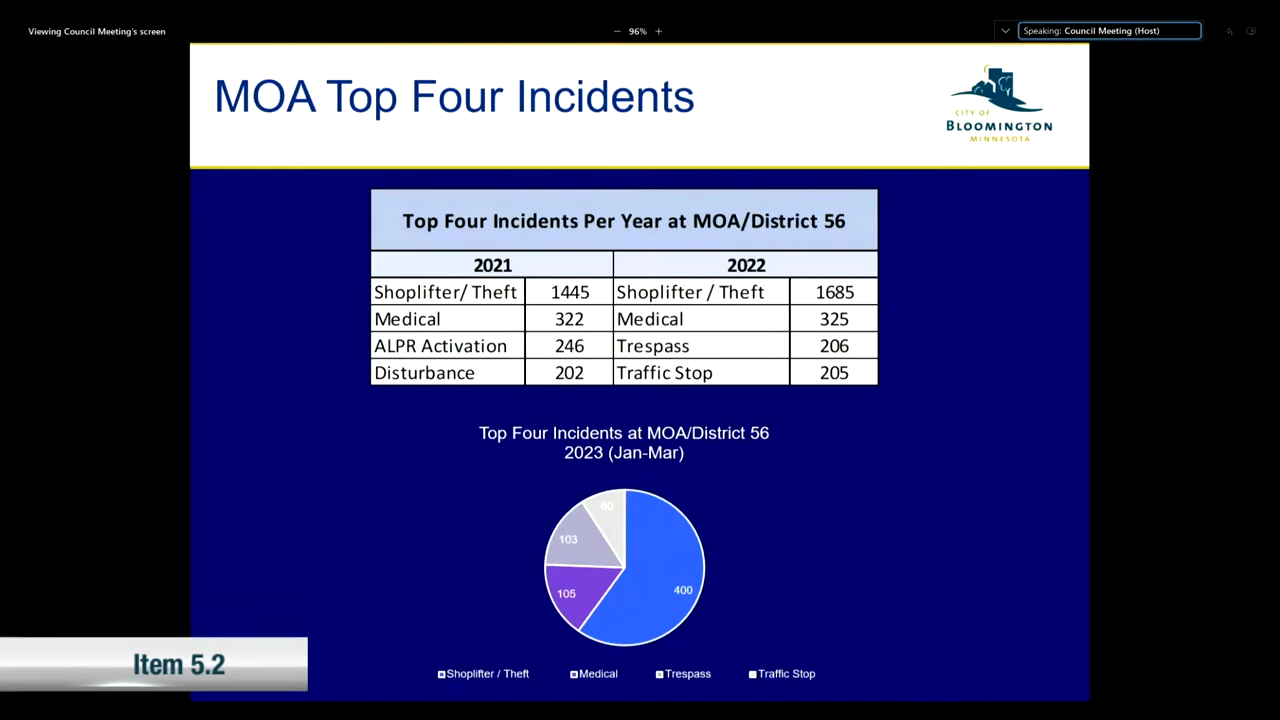 Viewing Council Meeting's screen
− 96% +
Speaking: Council Meeting (Host)
MOA Top Four Incidents
CITY OF
BLOOMINGTON
MINNESOTA
Top Four Incidents Per Year at MOA/District 56
2021 2022
Shoplifter/ Theft 1445 Shoplifter / Theft 1685
Medical 322 Medical 325
ALPR Activation 246 Trespass 206
Disturbance 202 Traffic Stop 205
Top Four Incidents at MOA/District 56
2023 (Jan-Mar)
60
103
105
400
Item 5.2
Shoplifter / Theft Medical Trespass Traffic Stop